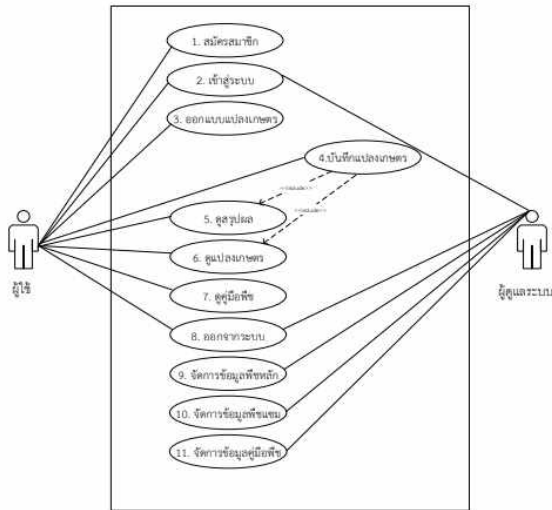 1. สมัครสมาชิก
2. เข้าสู่ระบบ
3. ออกแบบแปลงเกษตร
4.บันทึกแปลงเกษตร
<<include>>
<<include>>
5. ดูสรุปผล
6. ดูแปลงเกษตร
ผู้ใช้
ผู้ดูแลระบบ
7. ดูคู่มือพืช
8. ออกจากระบบ
9. จัดการข้อมูลพืชหลัก
10. จัดการข้อมูลพืชแซม
11. จัดการข้อมูลคู่มือพืช